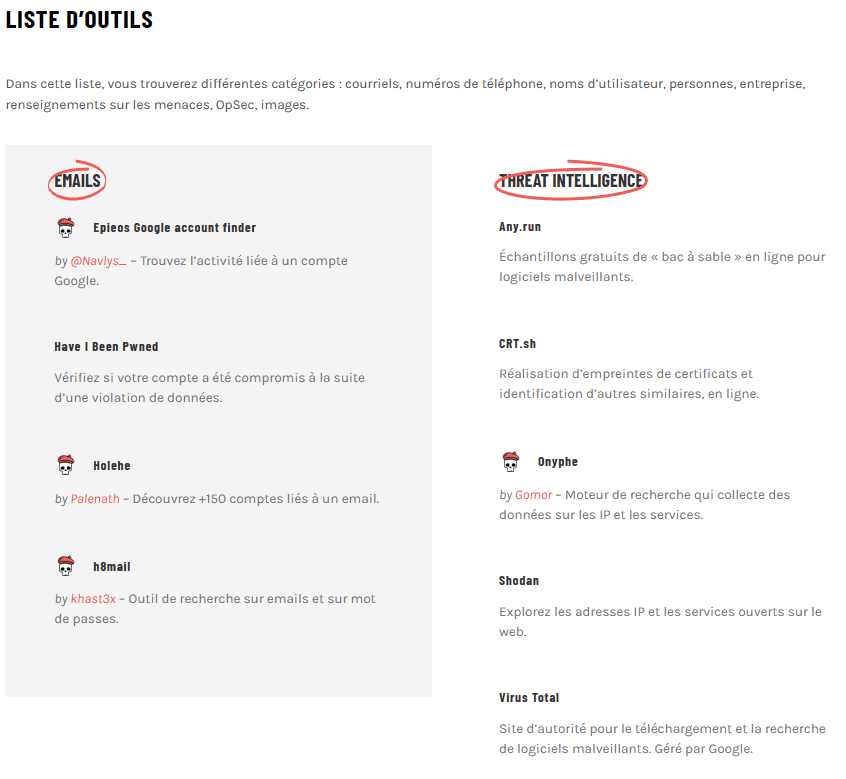 LISTE D’OUTILS
Dans cette liste, vous trouverez différentes catégories : courriels, numéros de téléphone, noms d’utilisateur, personnes, entreprise,
renseignements sur les menaces, OpSec, images.
EMAILS
Epieos Google account finder
by @Navlys_ – Trouvez l’activité liée à un compte
Google.
Have I Been Pwned
Vérifiez si votre compte a été compromis à la suite
d’une violation de données.
Holehe
by Palenath – Découvrez +150 comptes liés à un email.
h8mail
by khast3x – Outil de recherche sur emails et sur mot
de passes.
THREAT INTELLIGENCE
Any.run
Échantillons gratuits de « bac à sable » en ligne pour
logiciels malveillants.
CRT.sh
Réalisation d’empreintes de certificats et
identification d’autres similaires, en ligne.
Onyphe
by Gomor – Moteur de recherche qui collecte des
données sur les IP et les services.
Shodan
Explorez les adresses IP et les services ouverts sur le
web.
Virus Total
Site d’autorité pour le téléchargement et la recherche
de logiciels malveillants. Géré par Google.